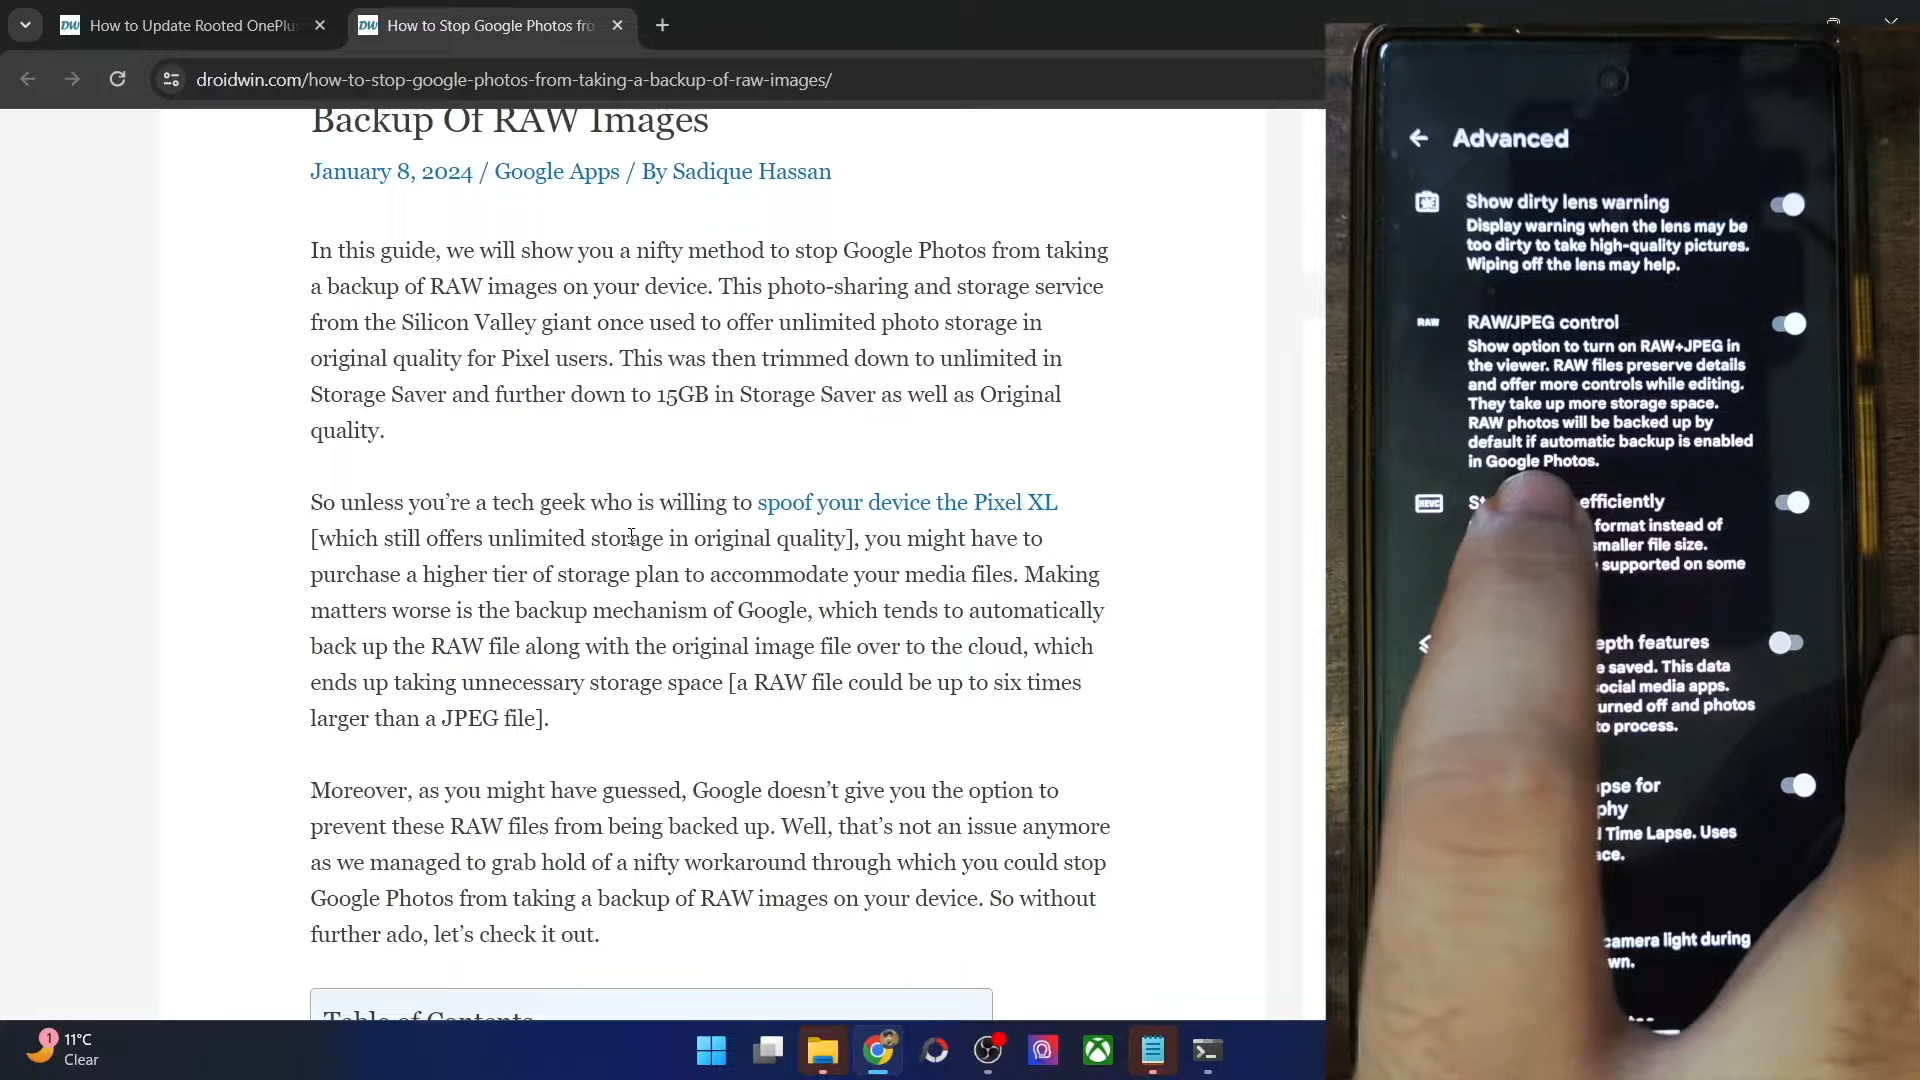 DW How to Update Rooted OnePlu
DW How to Stop Google Photos fro
droidwin.com/how-to-stop-google-photos-from-taking-a-backup-of-raw-images/
Backup Of RAW Images
January 8, 2024 / Google Apps / By Sadique Hassan
In this guide, we will show you a nifty method to stop Google Photos from taking
a backup of RAW images on your device. This photo-sharing and storage service
from the Silicon Valley giant once used to offer unlimited photo storage in
original quality for Pixel users. This was then trimmed down to unlimited in
Storage Saver and further down to 15GB in Storage Saver as well as Original
quality.
So unless you’re a tech geek who is willing to spoof your device the Pixel XL
[which still offers unlimited storage in original quality], you might have to
purchase a higher tier of storage plan to accommodate your media files. Making
matters worse is the backup mechanism of Google, which tends to automatically
back up the RAW file along with the original image file over to the cloud, which
ends up taking unnecessary storage space [a RAW file could be up to six times
larger than a JPEG file].
Moreover, as you might have guessed, Google doesn’t give you the option to
prevent these RAW files from being backed up. Well, that’s not an issue anymore
as we managed to grab hold of a nifty workaround through which you could stop
Google Photos from taking a backup of RAW images on your device. So without
further ado, let’s check it out.
Table of Contents
1
11°C
Clear
Advanced
Show dirty lens warning
Display warning when the lens may be
too dirty to take high-quality pictures.
Wiping off the lens may help.
RAW
RAW/JPEG control
Show option to turn on RAW+JPEG in
the viewer. RAW files preserve details
and offer more controls while editing.
They take up more storage space.
RAW photos will be backed up by
default if automatic backup is enabled
in Google Photos.
HEVC
St efficiently
format instead of
smaller file size.
supported on some
epth features
e saved. This data
ocial media apps.
urned off and photos
to process.
pse for
phy
d Time Lapse. Uses
ace.
camera light during
wn.